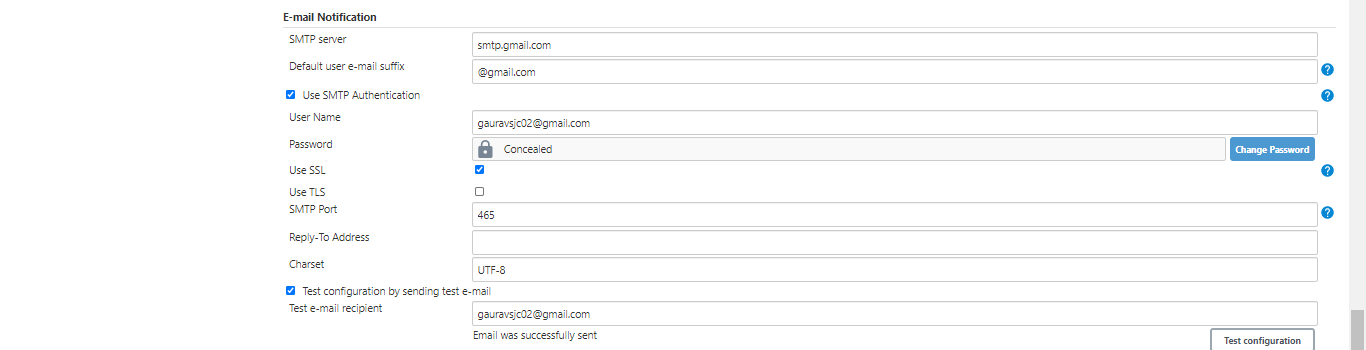 E-mail Notification
SMTP server
smtp.gmail.com
Default user e-mail suffix
@gmail.com
?
Use SMTP Authentication
?
User Name
gauravsjc02@gmail.com
Password
Concealed
Change Password
Use SSL
?
Use TLS
SMTP Port
465
?
Reply-To Address
Charset
UTF-8
Test configuration by sending test e-mail
Test e-mail recipient
gauravsjc02@gmail.com
Email was successfully sent
Test configuration